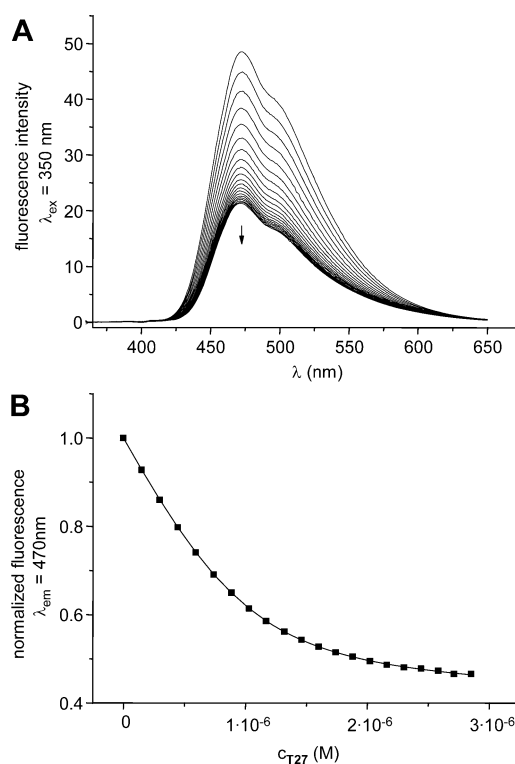 A
50
40
30
20
10
0
fluorescence intensity
λex = 350 nm
400 450 500 550 600 650
λ (nm)
B
1.0
0.8
0.6
0.4
normalized fluorescence
λem = 470nm
0 1·10-6 2·10-6 3·10-6
cT27 (M)